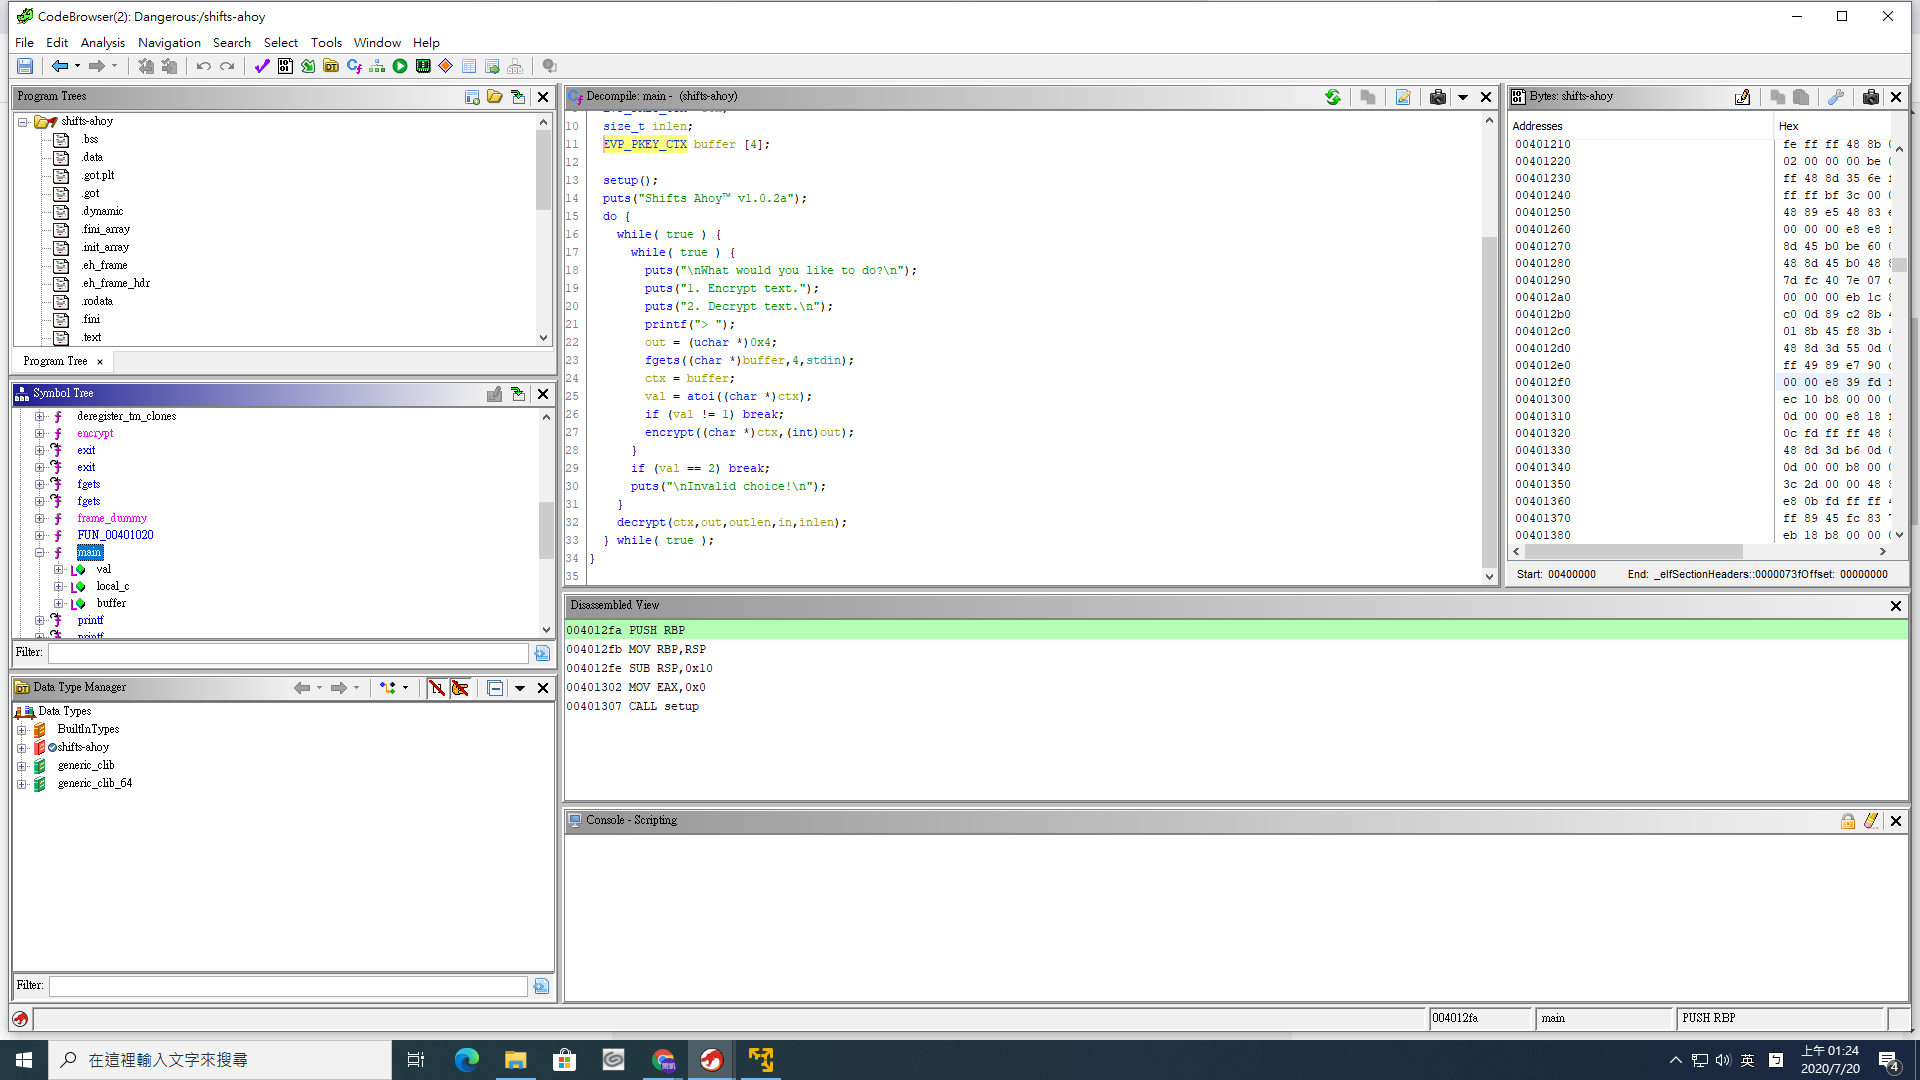 CodeBrowser(2): Dangerous:/shifts-ahoy
File Edit Analysis Navigation Search Select Tools Window Help
Program Trees
shifts-ahoy
.bss
.data
.got.plt
.got
.dynamic
.fini_array
.init_array
.eh_frame
.eh_frame_hdr
.rodata
.fini
.text
Program Tree ×
Symbol Tree
deregister_tm_clones
encrypt
exit
exit
fgets
fgets
frame_dummy
FUN_00401020
main
val
local_c
buffer
printf
printf
Filter:
Data Type Manager
Data Types
BuiltInTypes
shifts-ahoy
generic_clib
generic_clib_64
Filter:
Decompile: main - (shifts-ahoy)
10 size_t inlen;
11 EVP_PKEY_CTX buffer [4];
12
13 setup();
14 puts("Shifts Ahoy™ v1.0.2a");
15 do {
16 while( true ) {
17 while( true ) {
18 puts("\nWhat would you like to do?\n");
19 puts("1. Encrypt text.");
20 puts("2. Decrypt text.\n");
21 printf("> ");
22 out = (uchar *)0x4;
23 fgets((char *)buffer,4,stdin);
24 ctx = buffer;
25 val = atoi((char *)ctx);
26 if (val != 1) break;
27 encrypt((char *)ctx,(int)out);
28 }
29 if (val == 2) break;
30 puts("\nInvalid choice!\n");
31 }
32 decrypt(ctx,out,outlen,in,inlen);
33 } while( true );
34 }
35
Bytes: shifts-ahoy
Addresses Hex
00401210 fe ff ff 48 8b
00401220 02 00 00 00 be
00401230 ff 48 8d 35 6e
00401240 ff ff bf 3c 00
00401250 48 89 e5 48 83
00401260 00 00 00 e8 e8
00401270 8d 45 b0 be 60
00401280 48 8d 45 b0 48
00401290 7d fc 40 7e 07
004012a0 00 00 00 eb 1c
004012b0 c0 0d 89 c2 8b
004012c0 01 8b 45 f8 3b
004012d0 48 8d 3d 55 0d
004012e0 ff 49 89 e7 90
004012f0 00 00 e8 39 fd
00401300 ec 10 b8 00 00
00401310 0d 00 00 e8 18
00401320 0c fd ff ff 48
00401330 48 8d 3d b6 0d
00401340 0d 00 00 b8 00
00401350 3c 2d 00 00 48
00401360 e8 0b fd ff ff
00401370 ff 89 45 fc 83
00401380 eb 18 b8 00 00
Start: 00400000 End: _elfSectionHeaders::0000073f Offset: 00000000
Disassembled View
004012fa PUSH RBP
004012fb MOV RBP,RSP
004012fe SUB RSP,0x10
00401302 MOV EAX,0x0
00401307 CALL setup
Console - Scripting
004012fa main PUSH RBP
在這裡輸入文字來搜尋
英
上午 01:24
2020/7/20
4